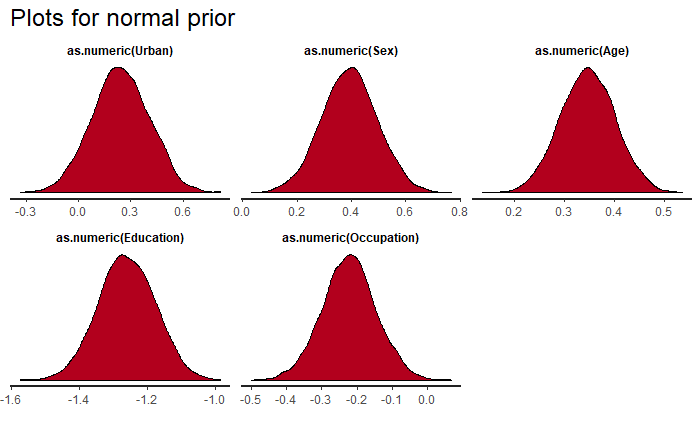 Plots for normal prior
as.numeric(Urban) as.numeric(Sex) as.numeric(Age)
-0.3 0.0 0.3 0.6 0.0 0.2 0.4 0.6 0.8 0.2 0.3 0.4 0.5
as.numeric(Education) as.numeric(Occupation)
-1.6 -1.4 -1.2 -1.0 -0.5 -0.4 -0.3 -0.2 -0.1 0.0